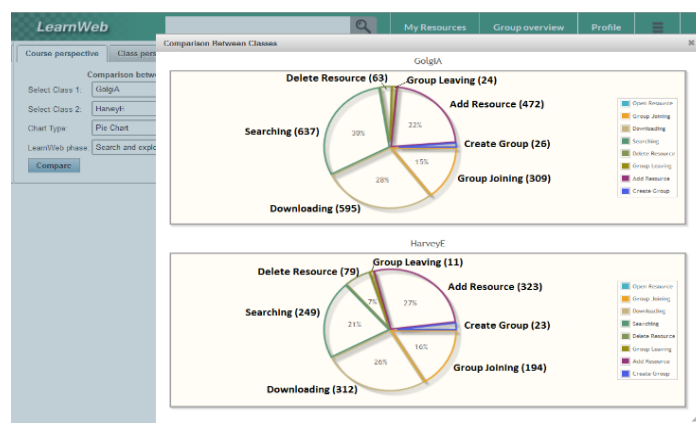 LearnWeb
My Resources
Group overview
Profile
Course perspective
Class pers
Comparison Between Classes
Comparison betwe
Select Class 1:
GolgiA
Select Class 2:
HarveyE
Chart Type:
Pie Chart
LearnWeb phase
Search and explo
Compare
GolgiA
Delete Resource (63)
Group Leaving (24)
Add Resource (472)
Searching (637)
Create Group (26)
Group Joining (309)
Downloading (595)
22%
15%
28%
Open Resource
Group Joining
Downloading
Searching
Delete Resource
Group Leaving
Add Resource
Create Group
HarveyE
Group Leaving (11)
Delete Resource (79)
Add Resource (323)
Searching (249)
Create Group (23)
Group Joining (194)
Downloading (312)
7%
27%
21%
16%
26%
Open Resource
Group Joining
Downloading
Searching
Delete Resource
Group Leaving
Add Resource
Create Group